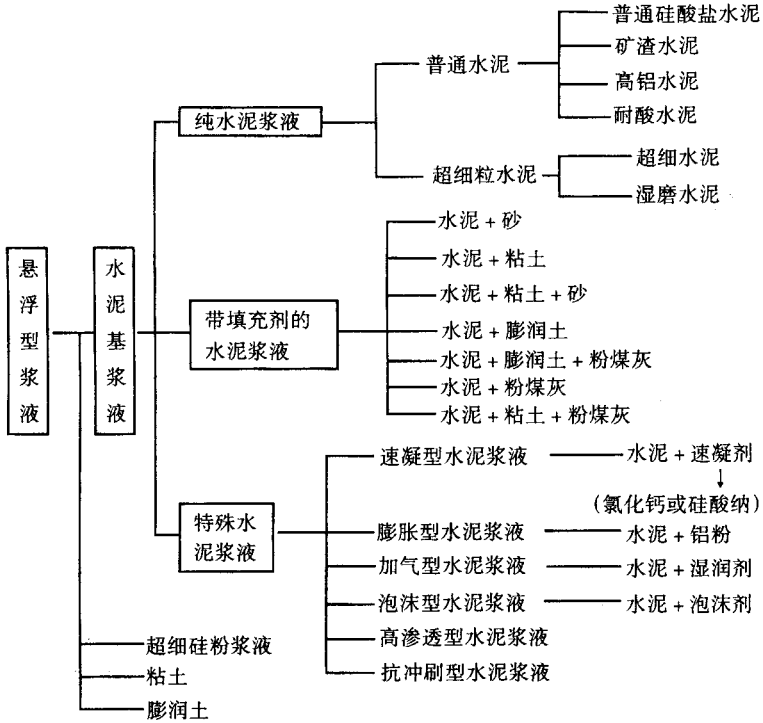 悬浮型浆液
水泥基浆液
纯水泥浆液
普通水泥
普通硅酸盐水泥
矿渣水泥
高铝水泥
耐酸水泥
超细粒水泥
超细水泥
湿磨水泥
带填充剂的
水泥浆液
水泥+砂
水泥+粘土
水泥+粘土+砂
水泥+膨润土
水泥+膨润土+粉煤灰
水泥+粉煤灰
水泥+粘土+粉煤灰
特殊水
泥浆液
速凝型水泥浆液
水泥+速凝剂
(氯化钙或硅酸纳)
膨胀型水泥浆液
水泥+铝粉
加气型水泥浆液
水泥+湿润剂
泡沫型水泥浆液
水泥+泡沫剂
高渗透型水泥浆液
抗冲刷型水泥浆液
超细硅粉浆液
粘土
膨润土